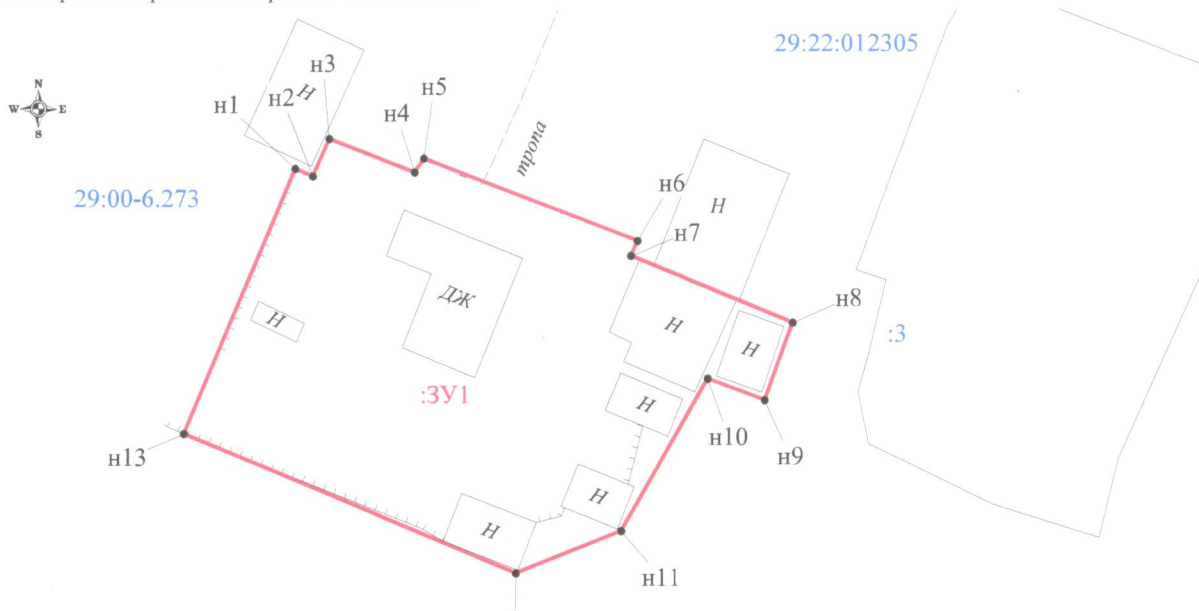 29:22:012305
н3
н5
N
W E
S
н1
н2
Н
н4
тропа
29:00-6.273
н6
Н
н7
ДЖ
н8
Н
Н
:3
Н
:ЗУ1
Н
н10
н9
н13
Н
Н
н11